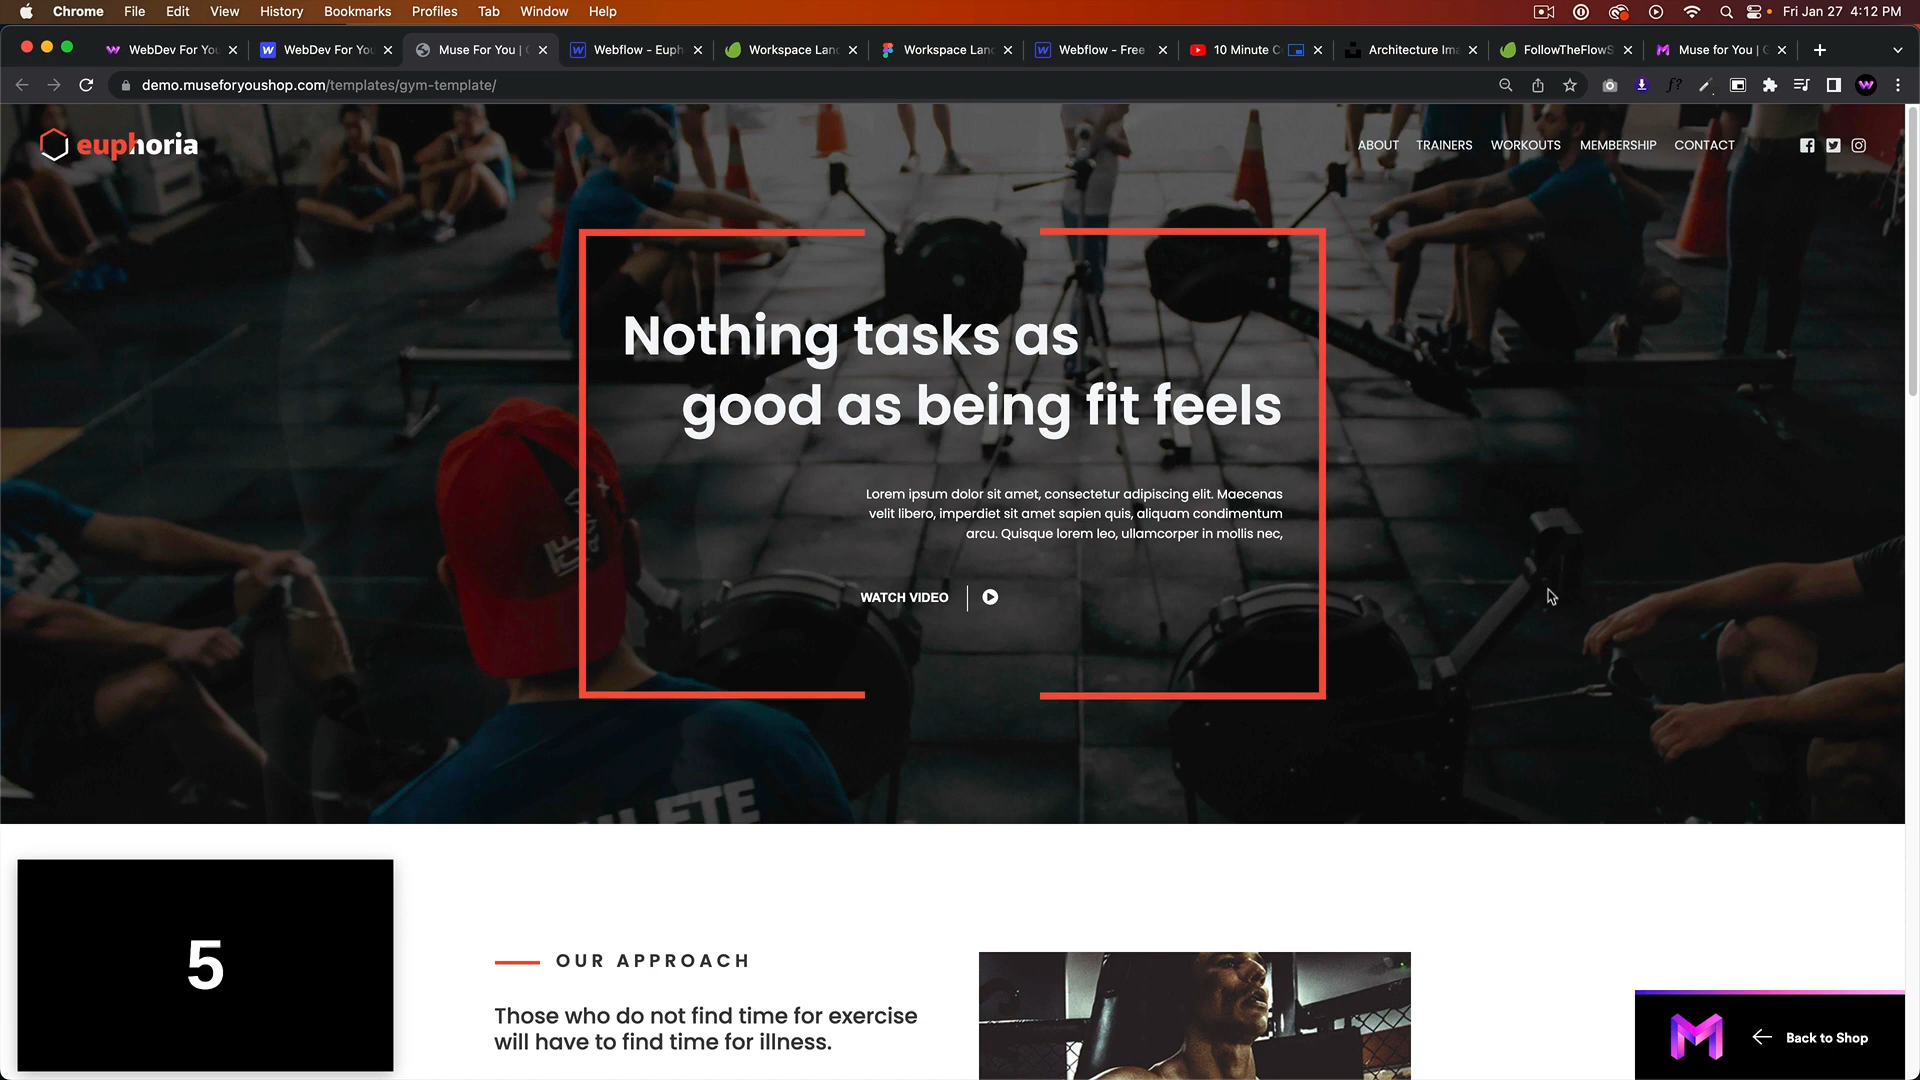 Chrome File Edit View History Bookmarks Profiles Tab Window Help Fri Jan 27 4:12 PM
WebDev For You WebDev For You Muse For You | Webflow - Euph Workspace Lan Workspace Lan Webflow - Free 10 Minute Architecture Im FollowTheFlow Muse for You |
demo.museforyoushop.com/templates/gym-template/
euphoria
ABOUT TRAINERS WORKOUTS MEMBERSHIP CONTACT
Nothing tasks as
good as being fit feels
Lorem ipsum dolor sit amet, consectetur adipiscing elit. Maecenas
velit libero, imperdiet sit amet sapien quis, aliquam condimentum
arcu. Quisque lorem leo, ullamcorper in mollis nec,
WATCH VIDEO
5
OUR APPROACH
Those who do not find time for exercise
will have to find time for illness.
Back to Shop